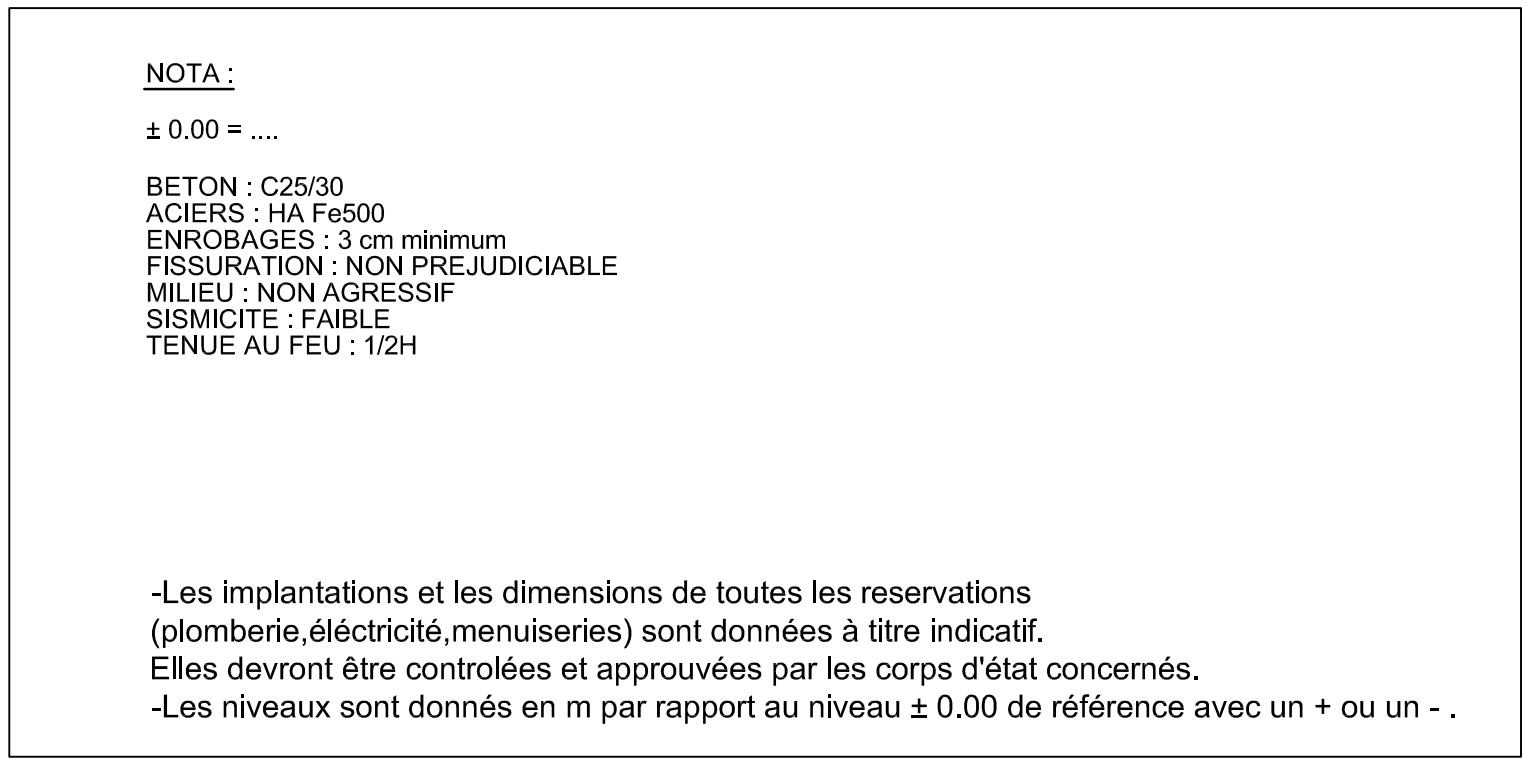 NOTA :
± 0.00 = ....
BETON : C25/30
ACIERS : HA Fe500
ENROBAGES : 3 cm minimum
FISSURATION : NON PREJUDICIABLE
MILIEU : NON AGRESSIF
SISMICITE : FAIBLE
TENUE AU FEU : 1/2H
-Les implantations et les dimensions de toutes les reservations
(plomberie,éléctricité,menuiseries) sont données à titre indicatif.
Elles devront être controlées et approuvées par les corps d'état concernés.
-Les niveaux sont donnés en m par rapport au niveau ± 0.00 de référence avec un + ou un - .